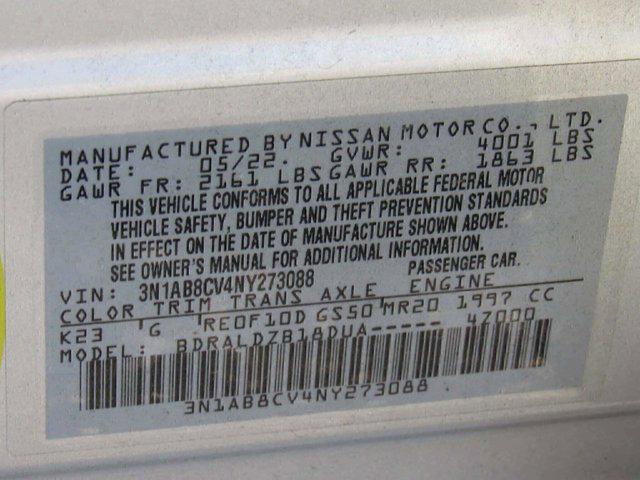 MANUFACTURED BY NISSAN MOTOR CO., LTD.
DATE: 05/22. GVWR: 4001 LBS
GAWR FR: 2161 LBS GAWR RR: 1863 LBS
THIS VEHICLE CONFORMS TO ALL APPLICABLE FEDERAL MOTOR
VEHICLE SAFETY, BUMPER AND THEFT PREVENTION STANDARDS
IN EFFECT ON THE DATE OF MANUFACTURE SHOWN ABOVE.
SEE OWNER'S MANUAL FOR ADDITIONAL INFORMATION.
VIN: 3N1AB8CV4NY273088 PASSENGER CAR.
COLOR TRIM TRANS AXLE ENGINE
K23 G RE0F10D GS50 MR20 1997 CC
MODEL: BDRALDZB18DUA----- 47000
3N1AB8CV4NY273088